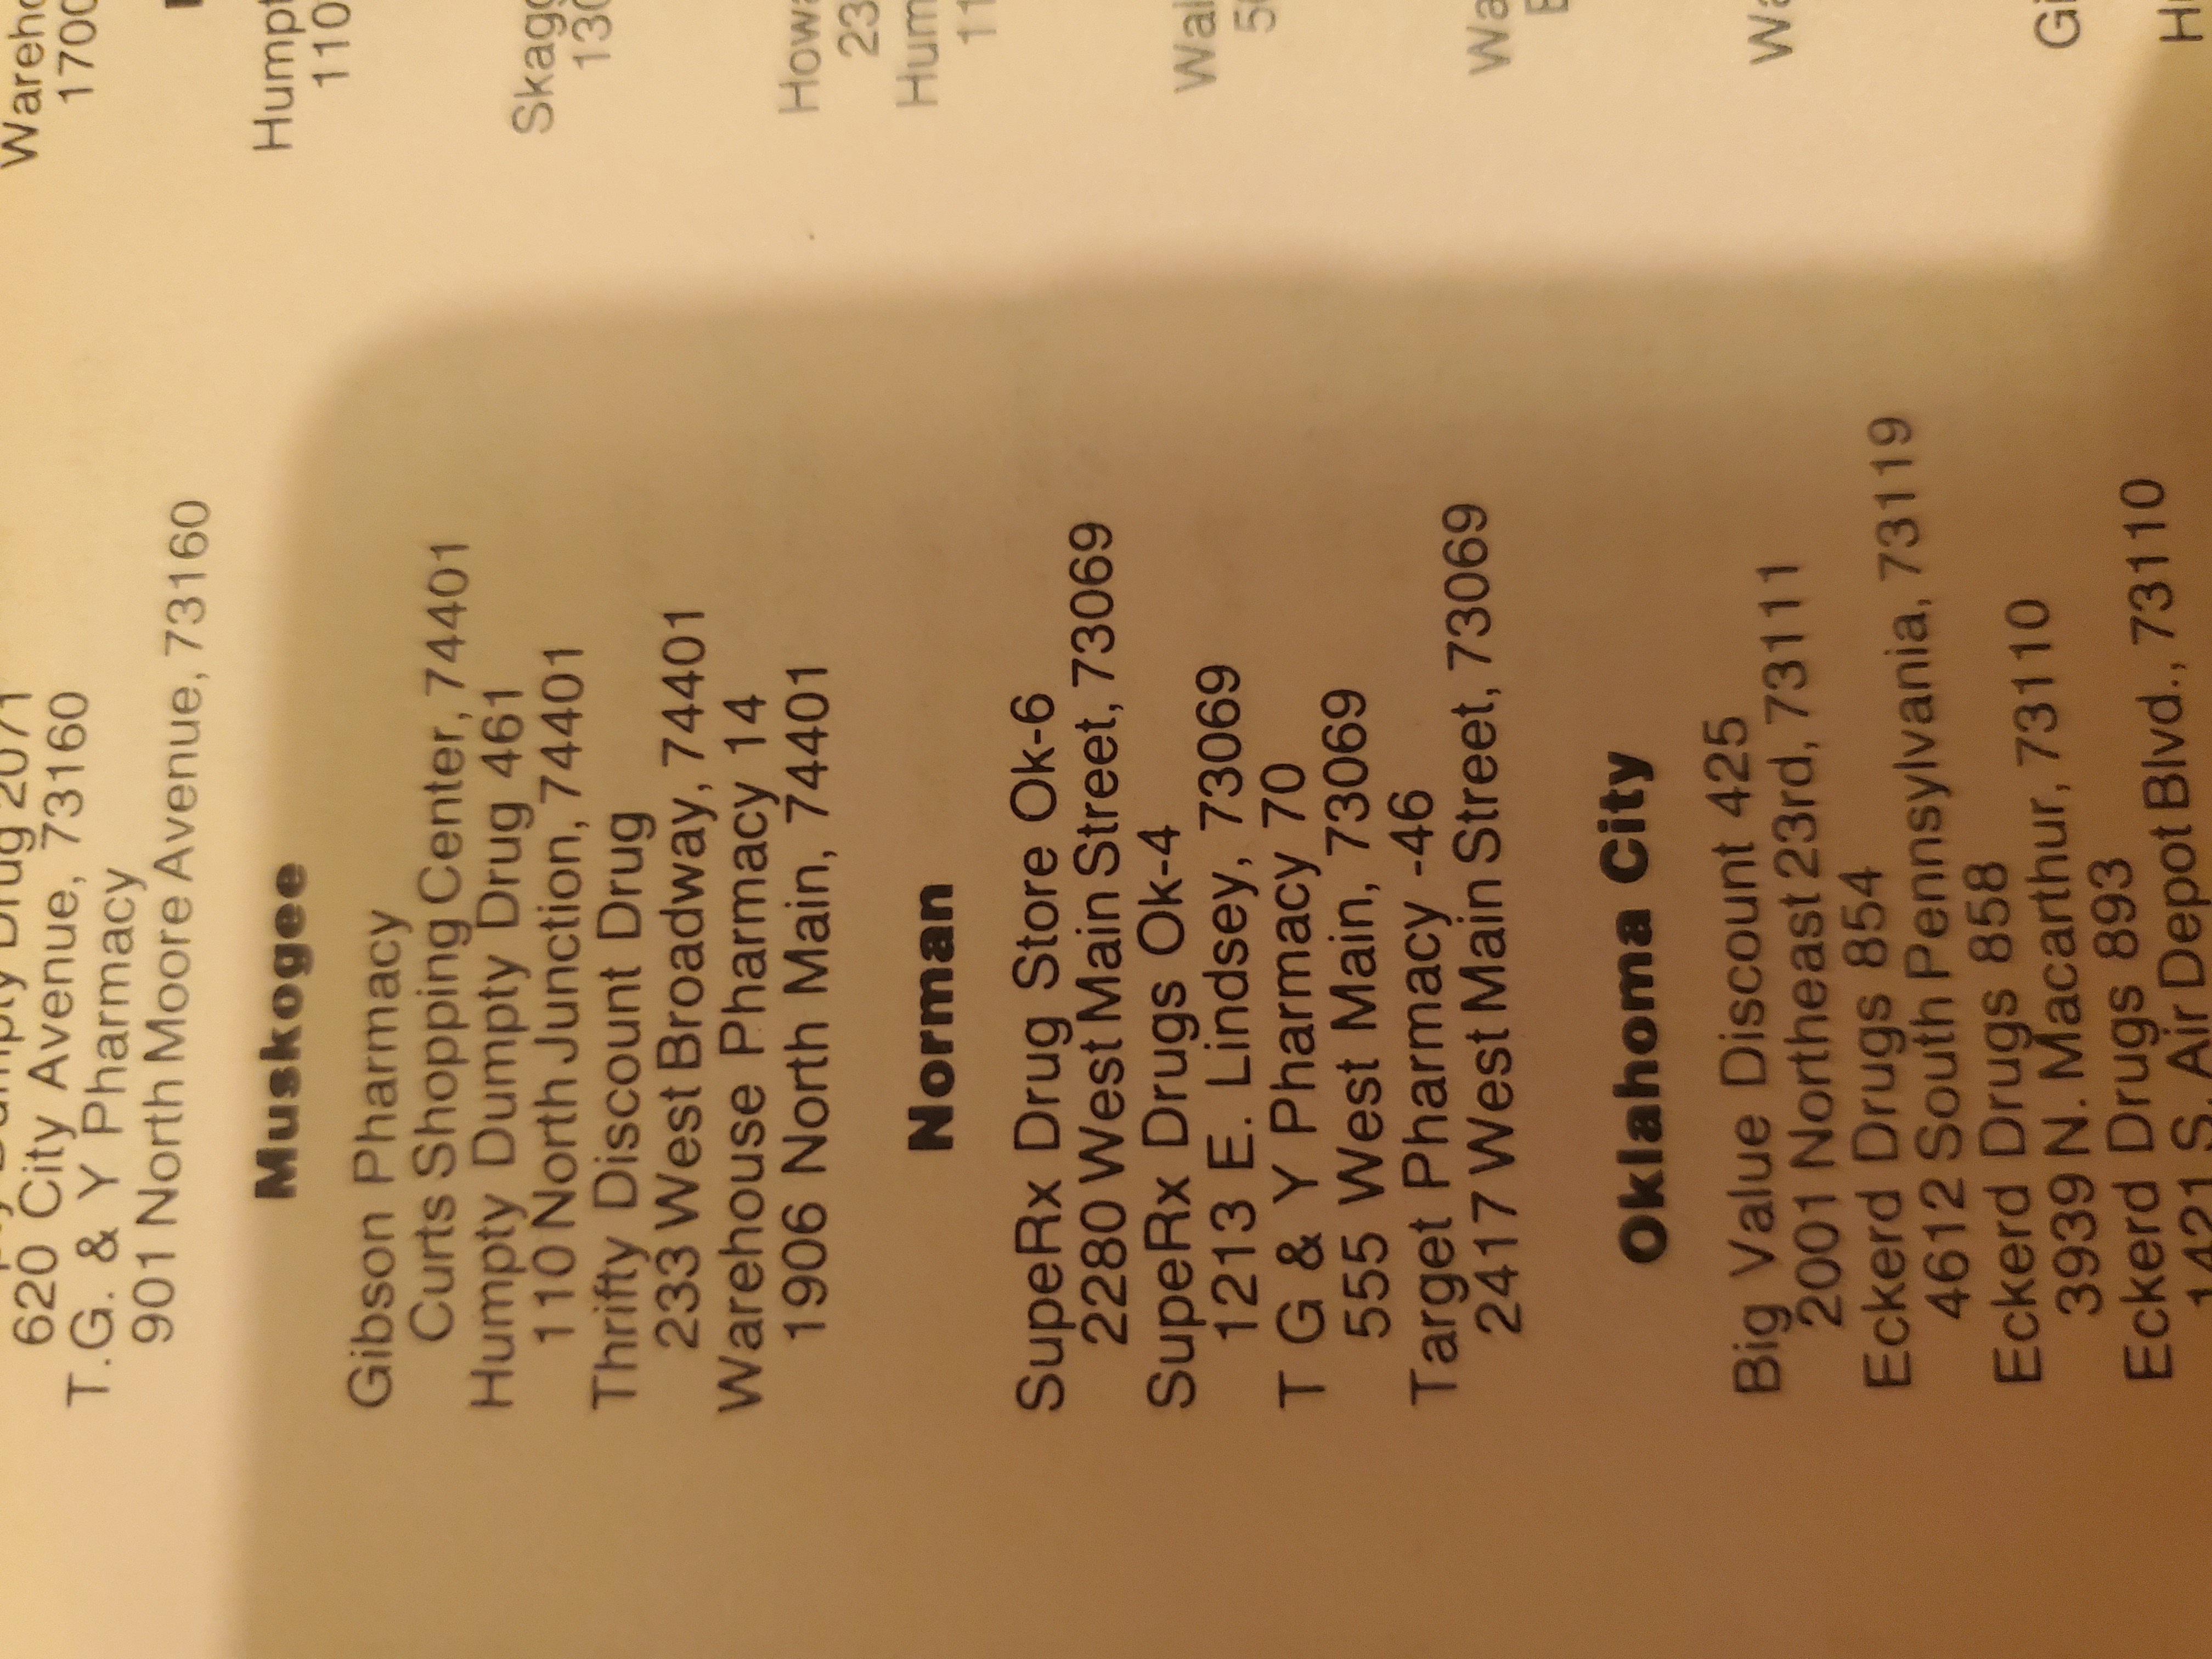 Drug 2071
620 City Avenue, 73160
T.G. & Y Pharmacy
901 North Moore Avenue, 73160
Muskogee
Gibson Pharmacy
Curts Shopping Center, 74401
Humpty Dumpty Drug 461
110 North Junction, 74401
Thrifty Discount Drug
233 West Broadway, 74401
Warehouse Pharmacy 14
1906 North Main, 74401
Norman
SupeRx Drug Store Ok-6
2280 West Main Street, 73069
SupeRx Drugs Ok-4
1213 E. Lindsey, 73069
T G & Y Pharmacy 70
555 West Main, 73069
Target Pharmacy -46
2417 West Main Street, 73069
Oklahoma City
Big Value Discount 425
2001 Northeast 23rd, 73111
Eckerd Drugs 854
4612 South Pennsylvania, 73119
Eckerd Drugs 858
3939 N. Macarthur, 73110
Eckerd Drugs 893
1421 S. Air Depot Blvd., 73110